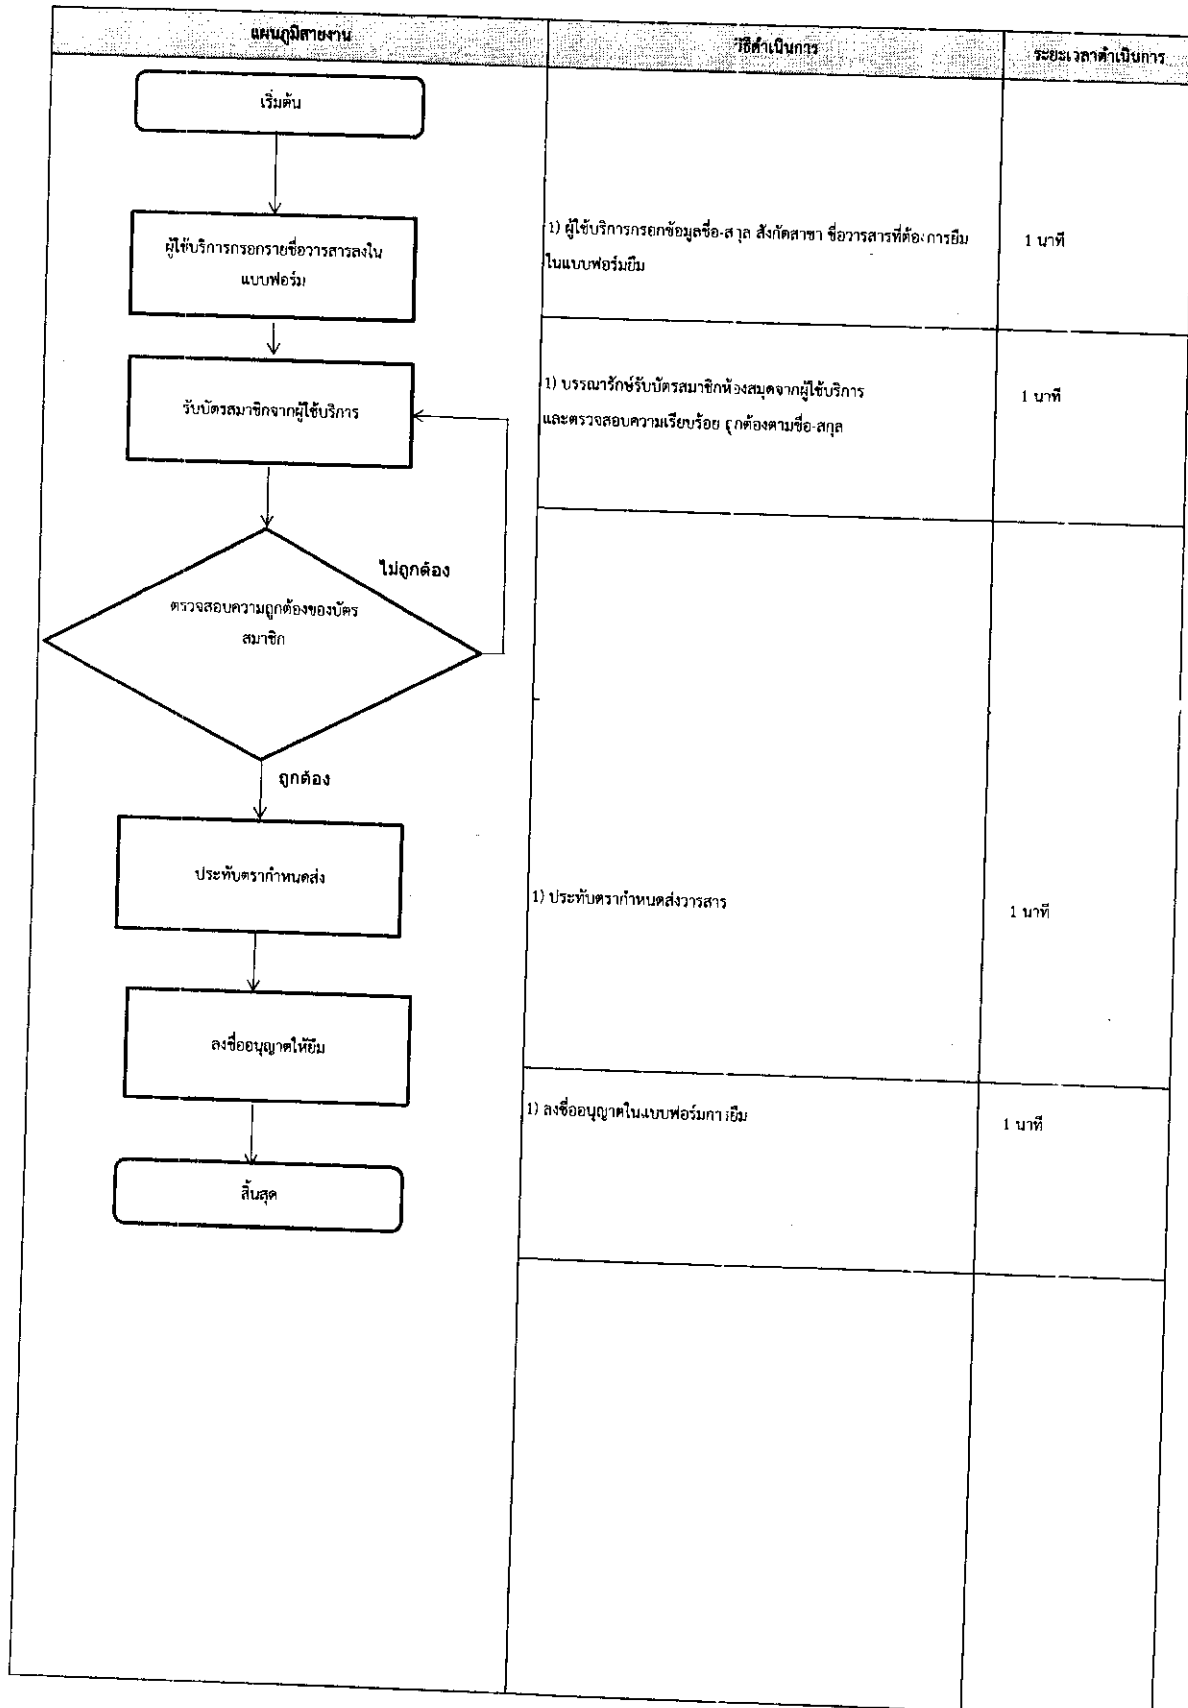 แผนภูมิสายงาน
วิธีดำเนินการ
ระยะเวลาดำเนินการ
เริ่มต้น
ผู้ใช้บริการกรอกรายชื่อวารสารลงใน
แบบฟอร์ม
1) ผู้ใช้บริการกรอกข้อมูลชื่อ-สกุล สังกัดสาขา ชื่อวารสารที่ต้องการยืม
ในแบบฟอร์มยืม
1 นาที
รับบัตรสมาชิกจากผู้ใช้บริการ
1) บรรณารักษ์รับบัตรสมาชิกห้องสมุดจากผู้ใช้บริการ
และตรวจสอบความเรียบร้อย ถูกต้องตามชื่อ-สกุล
1 นาที
ไม่ถูกต้อง
ตรวจสอบความถูกต้องของบัตร
สมาชิก
ถูกต้อง
ประทับตรากำหนดส่ง
1) ประทับตรากำหนดส่งวารสาร
1 นาที
ลงชื่ออนุญาตให้ยืม
1) ลงชื่ออนุญาตในแบบฟอร์มการยืม
1 นาที
สิ้นสุด